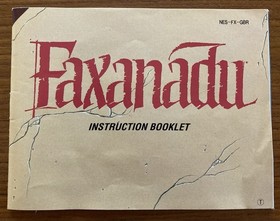 NES-FX-GBR
Faxanadu
INSTRUCTION BOOKLET